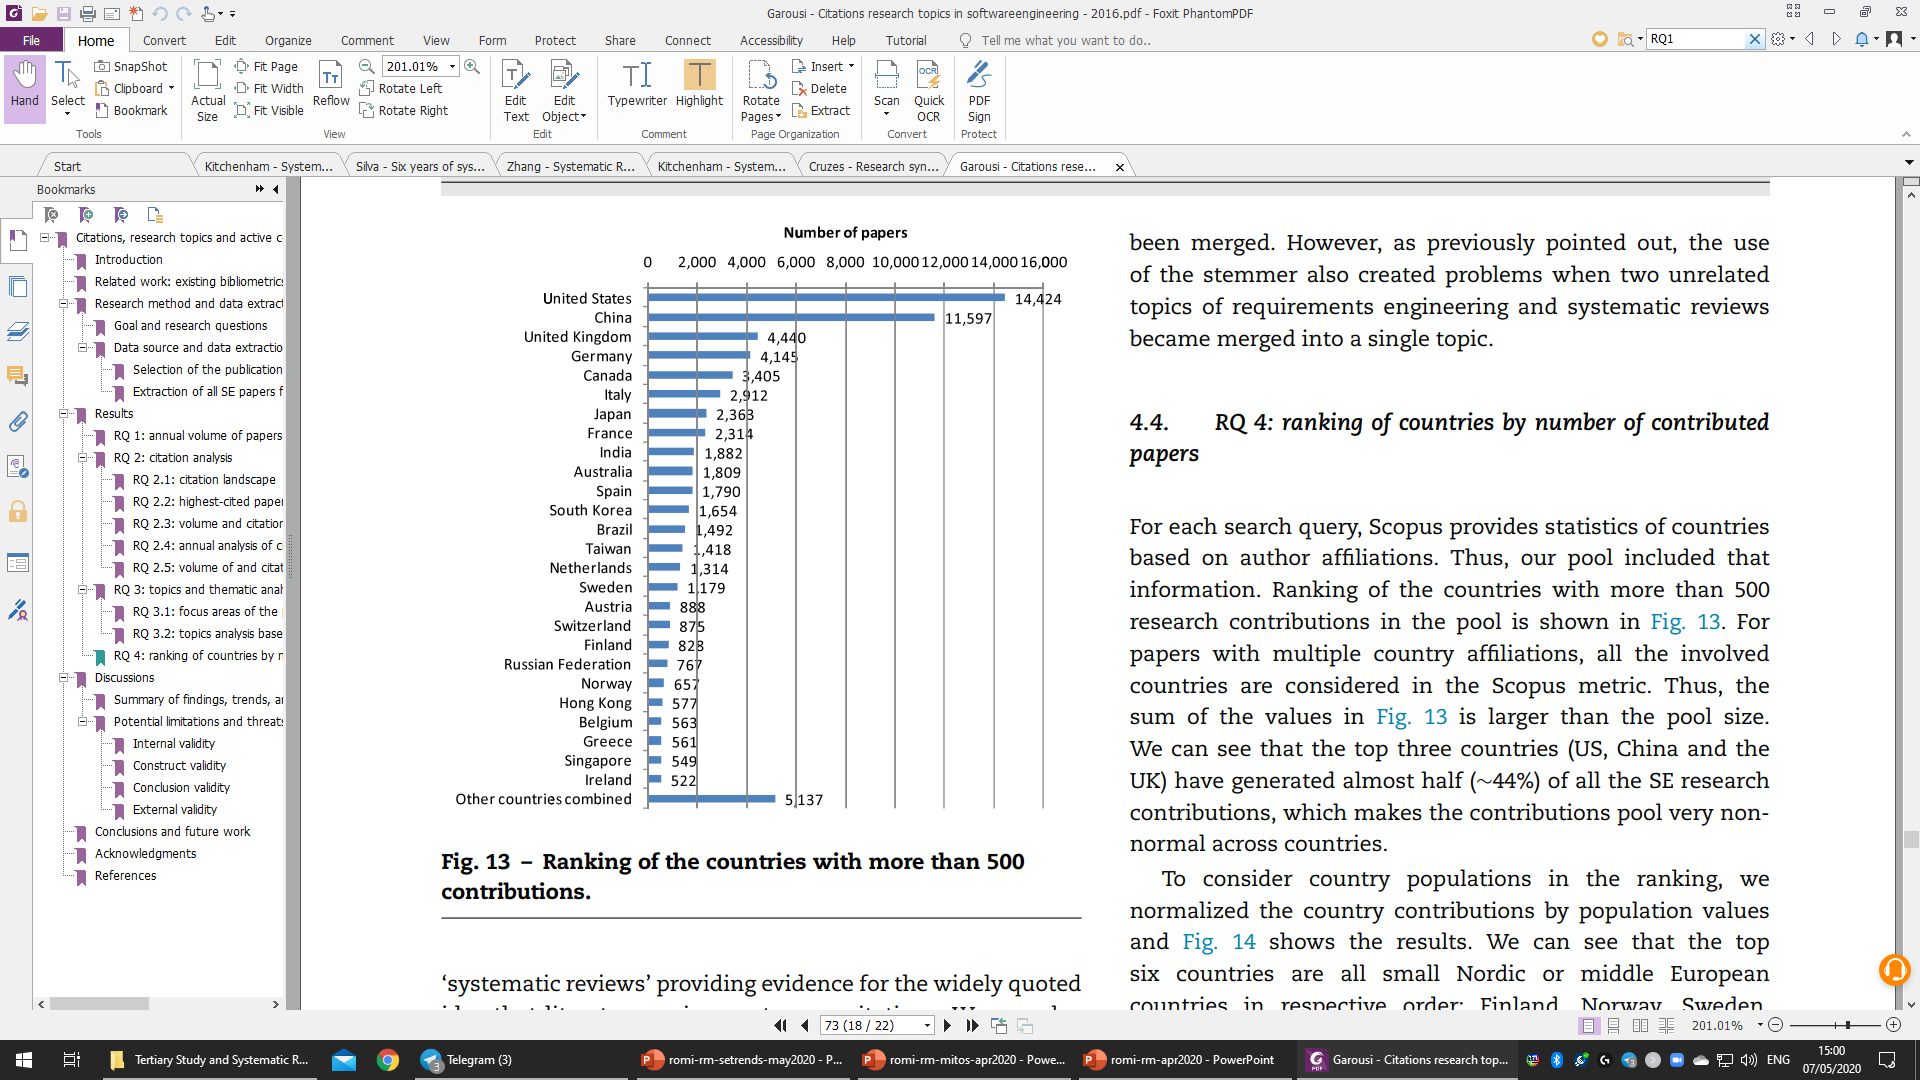 Garousi - Citations research topics in softwareengineering - 2016.pdf - Foxit PhantomPDF
File Home Convert Edit Organize Comment View Form Protect Share Connect Accessibility Help Tutorial Tell me what you want to do.. RQ1
Hand
Select
SnapShot
Clipboard
Bookmark
Tools
Actual Size
Fit Page
Fit Width
Fit Visible
Reflow
201.01%
Rotate Left
Rotate Right
View
Edit Text
Edit Object
Edit
Typewriter
Highlight
Comment
Rotate Pages
Insert
Delete
Extract
Page Organization
Scan
Quick OCR
Convert
PDF Sign
Protect
Start
Kitchenham - System...
Silva - Six years of sys...
Zhang - Systematic R...
Kitchenham - System...
Cruzes - Research syn...
Garousi - Citations rese...
Bookmarks
Citations, research topics and active c
Introduction
Related work: existing bibliometrics
Research method and data extract
Goal and research questions
Data source and data extractio
Selection of the publication
Extraction of all SE papers f
Results
RQ 1: annual volume of papers
RQ 2: citation analysis
RQ 2.1: citation landscape
RQ 2.2: highest-cited paper
RQ 2.3: volume and citation
RQ 2.4: annual analysis of c
RQ 2.5: volume of and citat
RQ 3: topics and thematic anal
RQ 3.1: focus areas of the
RQ 3.2: topics analysis base
RQ 4: ranking of countries by n
Discussions
Summary of findings, trends, a
Potential limitations and threats
Internal validity
Construct validity
Conclusion validity
External validity
Conclusions and future work
Acknowledgments
References
Number of papers
0 2,000 4,000 6,000 8,000 10,000 12,000 14,000 16,000
United States 14,424
China 11,597
United Kingdom 4,440
Germany 4,145
Canada 3,405
Italy 2,912
Japan 2,363
France 2,314
India 1,882
Australia 1,809
Spain 1,790
South Korea 1,654
Brazil 1,492
Taiwan 1,418
Netherlands 1,314
Sweden 1,179
Austria 888
Switzerland 875
Finland 828
Russian Federation 767
Norway 657
Hong Kong 577
Belgium 563
Greece 561
Singapore 549
Ireland 522
Other countries combined 5,137
Fig. 13 – Ranking of the countries with more than 500
contributions.
‘systematic reviews’ providing evidence for the widely quoted
been merged. However, as previously pointed out, the use
of the stemmer also created problems when two unrelated
topics of requirements engineering and systematic reviews
became merged into a single topic.
4.4. RQ 4: ranking of countries by number of contributed
papers
For each search query, Scopus provides statistics of countries
based on author affiliations. Thus, our pool included that
information. Ranking of the countries with more than 500
research contributions in the pool is shown in Fig. 13. For
papers with multiple country affiliations, all the involved
countries are considered in the Scopus metric. Thus, the
sum of the values in Fig. 13 is larger than the pool size.
We can see that the top three countries (US, China and the
UK) have generated almost half (∼44%) of all the SE research
contributions, which makes the contributions pool very non-
normal across countries.
To consider country populations in the ranking, we
normalized the country contributions by population values
and Fig. 14 shows the results. We can see that the top
six countries are all small Nordic or middle European
countries in respective order: Finland, Norway, Sweden,
73 (18 / 22)
201.01%
Tertiary Study and Systematic R...
Telegram (3)
romi-rm-setrends-may2020 - P...
romi-rm-mitos-apr2020 - Powe...
romi-rm-apr2020 - PowerPoint
Garousi - Citations research top...
ENG
15:00
07/05/2020